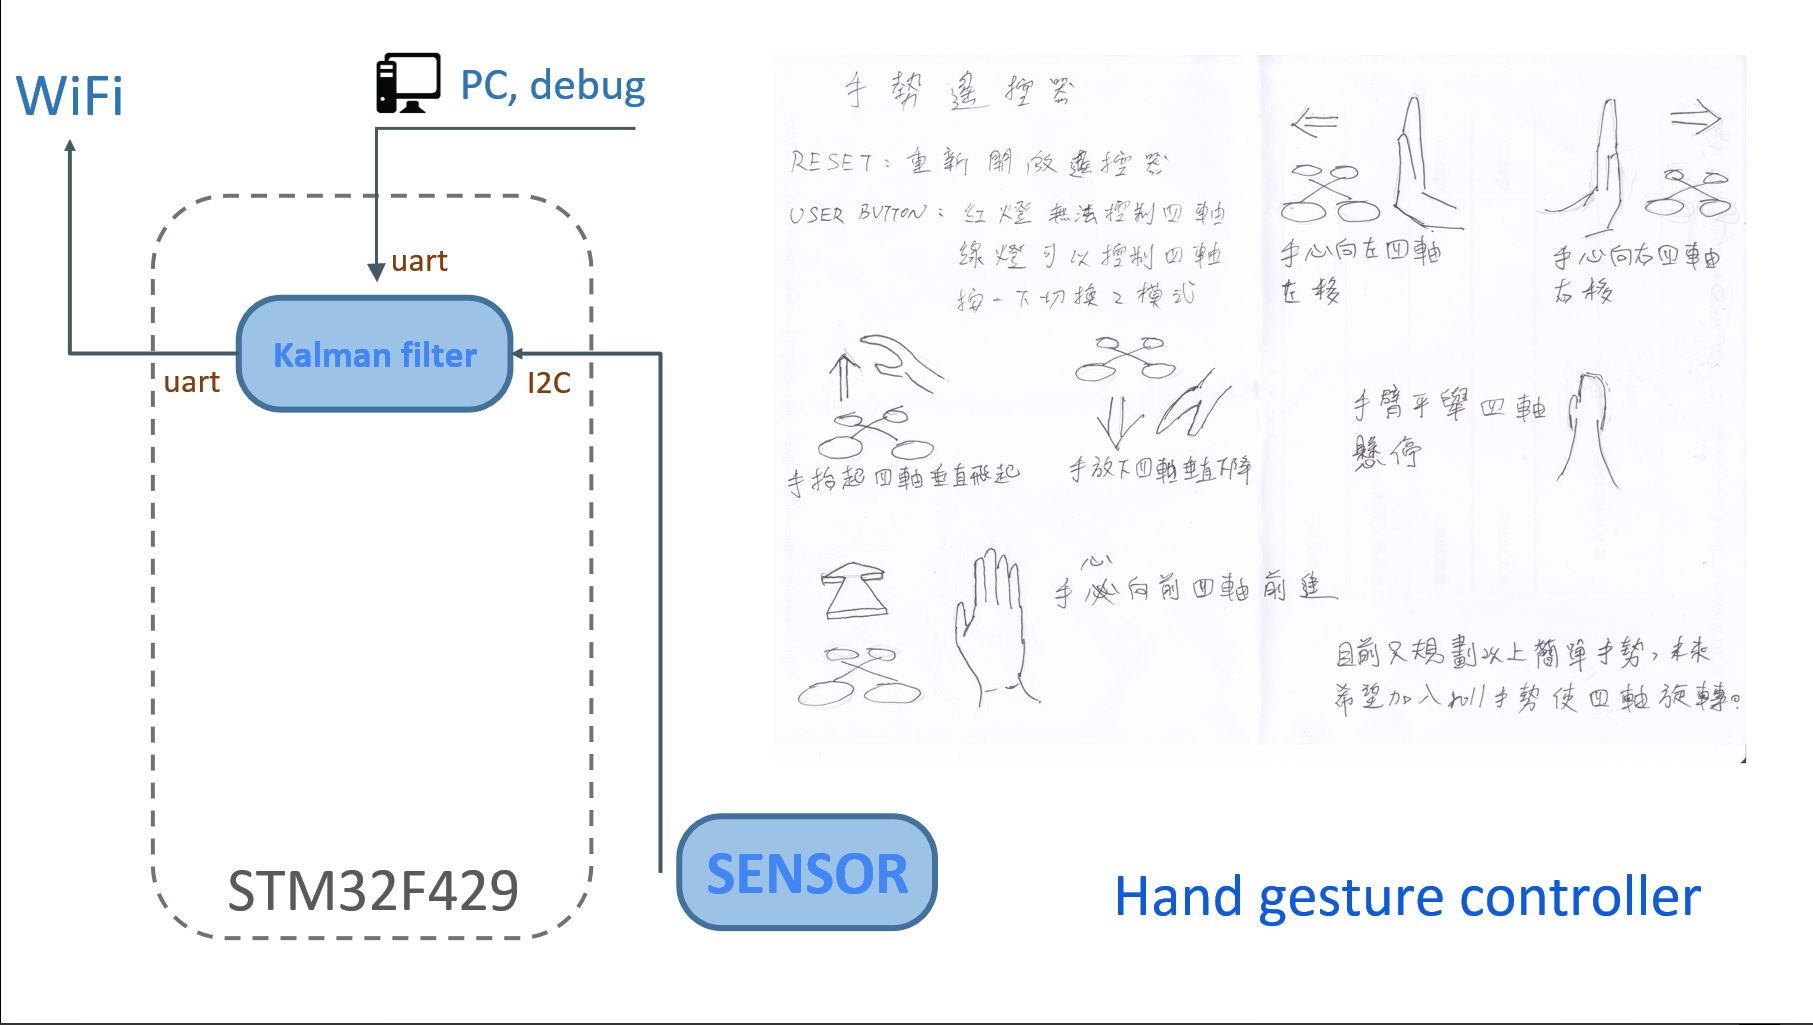 WiFi
PC, debug
uart
Kalman filter
uart
I2C
STM32F429
SENSOR
Hand gesture controller
手勢遙控器
RESET：重新開啟遙控器
USER BUTTON：紅燈無法控制四軸
綠燈可以控制四軸
按一下切換2模式
手抬起四軸垂直飛起
手放下四軸垂直下降
手心向前四軸前進
手心向左四軸
左移
手心向右四軸
右移
手臂平舉四軸
懸停
目前只規劃以上簡單手勢，未來
希望加入roll手勢使四軸旋轉。